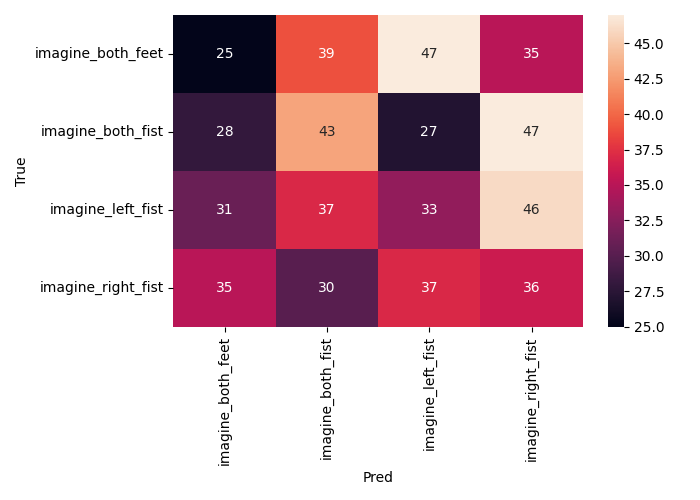 imagine_both_feet 25 39 47 35
imagine_both_fist 28 43 27 47
imagine_left_fist 31 37 33 46
imagine_right_fist 35 30 37 36
True
imagine_both_feet
imagine_both_fist
imagine_left_fist
imagine_right_fist
Pred
45.0
42.5
40.0
37.5
35.0
32.5
30.0
27.5
25.0